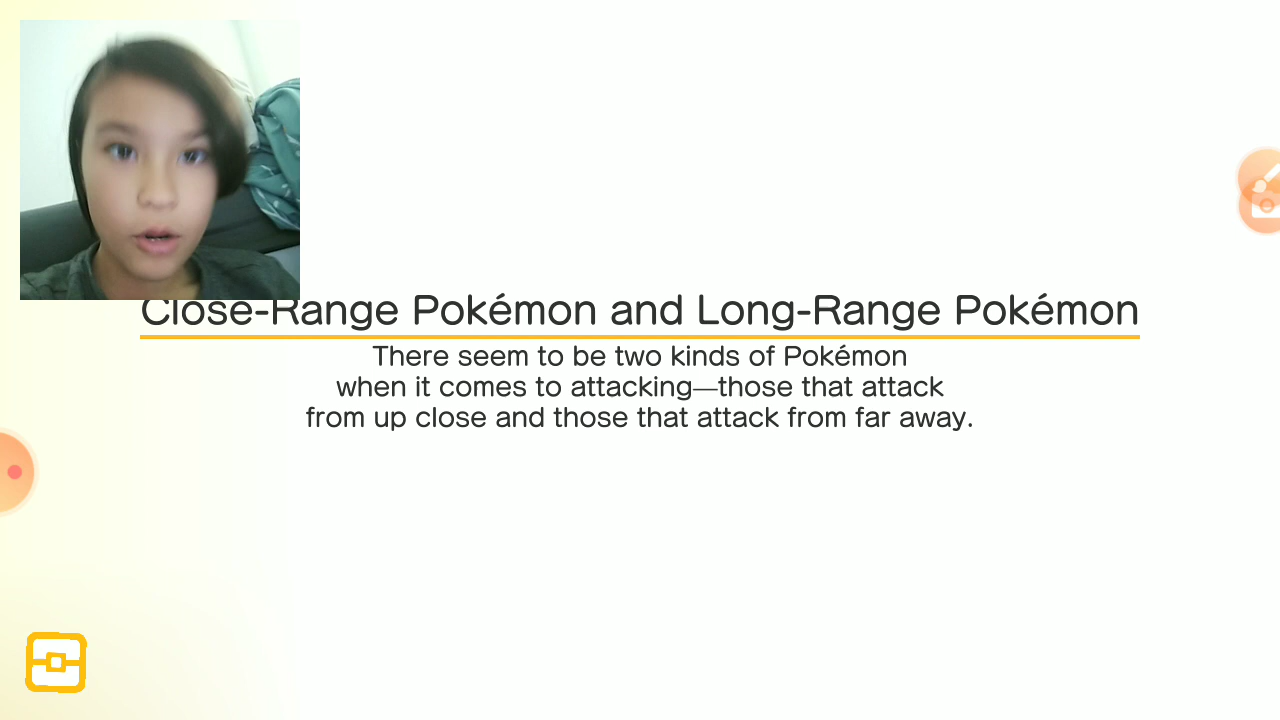 Close-Range Pokémon and Long-Range Pokémon
There seem to be two kinds of Pokémon
when it comes to attacking—those that attack
from up close and those that attack from far away.